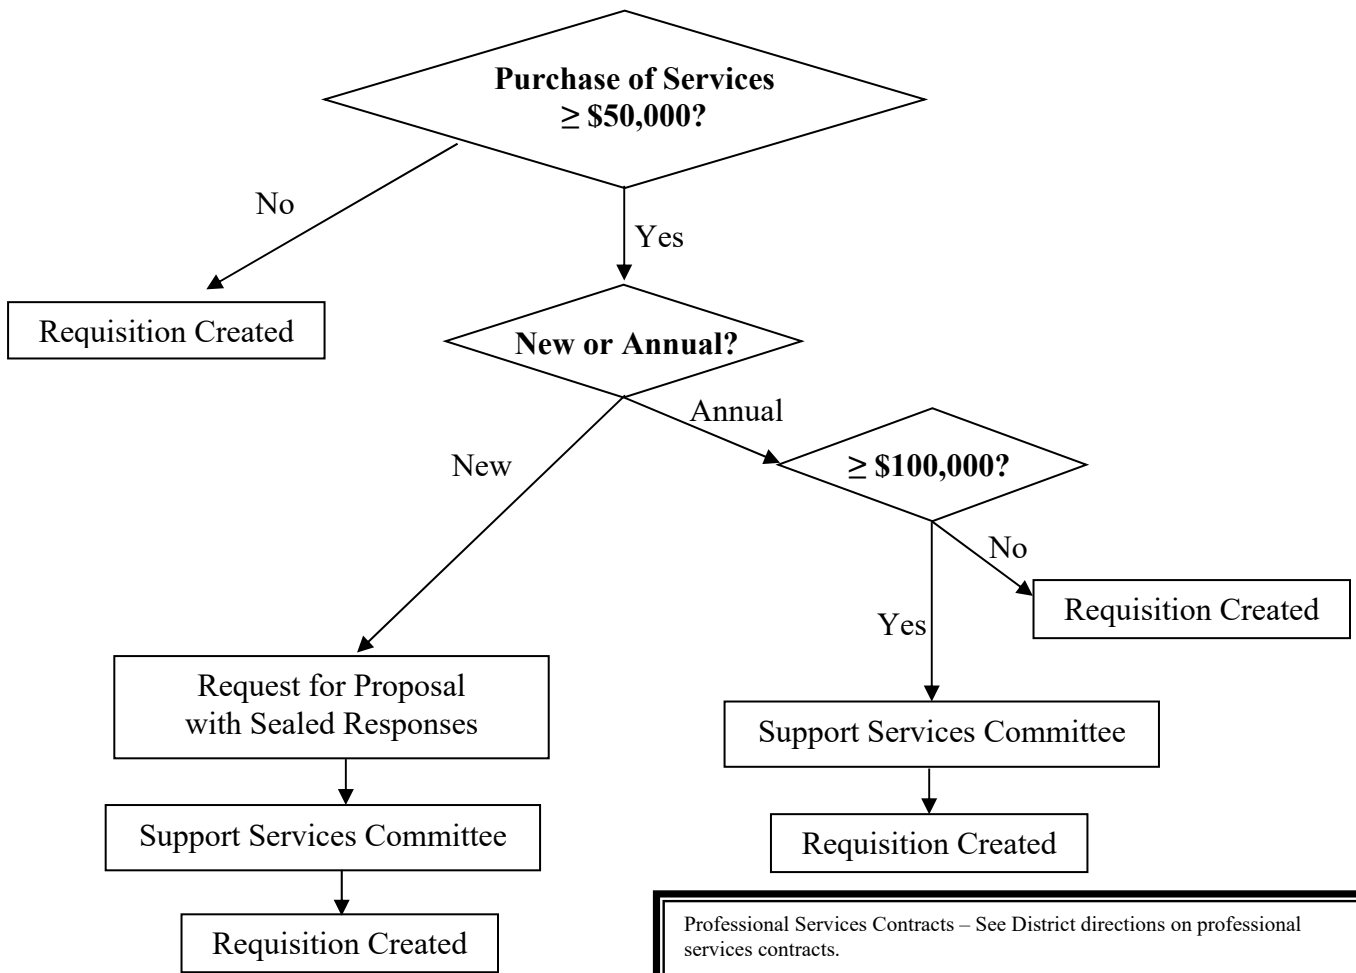 Purchase of Services
≥ $50,000?
No
Yes
Requisition Created
New or Annual?
Annual
≥ $100,000?
New
No
Requisition Created
Yes
Request for Proposal
with Sealed Responses
Support Services Committee
Support Services Committee
Requisition Created
Requisition Created
Professional Services Contracts – See District directions on professional
services contracts.